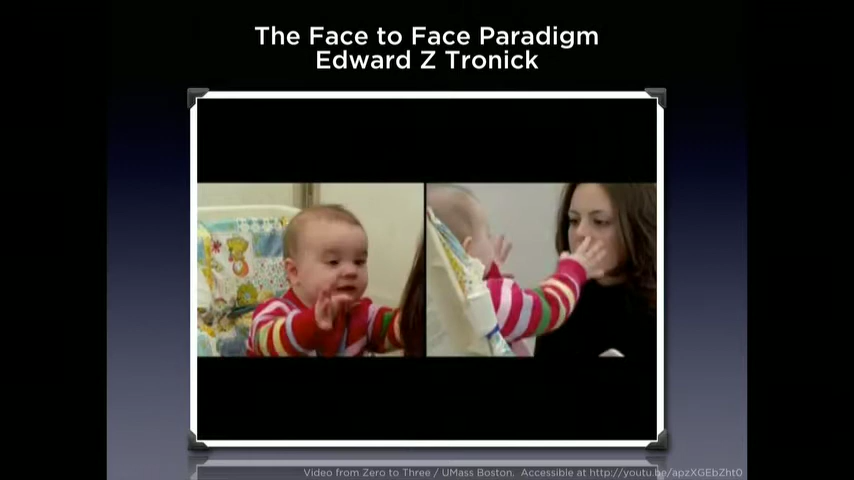 The Face to Face Paradigm
Edward Z Tronick
Video from Zero to Three / UMass Boston. Accessible at http://youtu.be/apzXGEbZht0